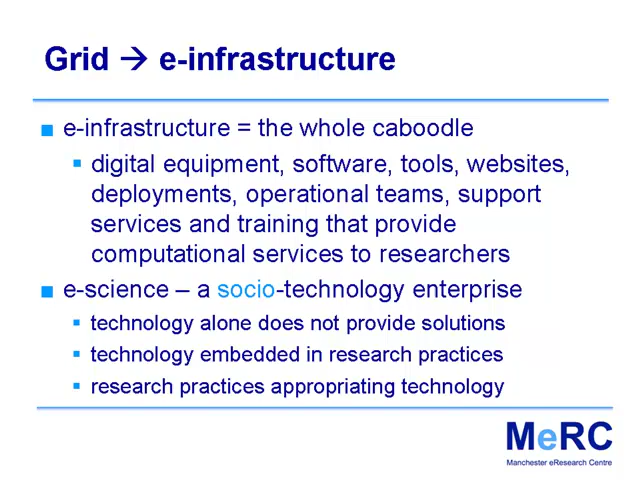 Grid → e-infrastructure
■ e-infrastructure = the whole caboodle
▪ digital equipment, software, tools, websites,
deployments, operational teams, support
services and training that provide
computational services to researchers
■ e-science – a socio-technology enterprise
▪ technology alone does not provide solutions
▪ technology embedded in research practices
▪ research practices appropriating technology
MeRC
Manchester eResearch Centre